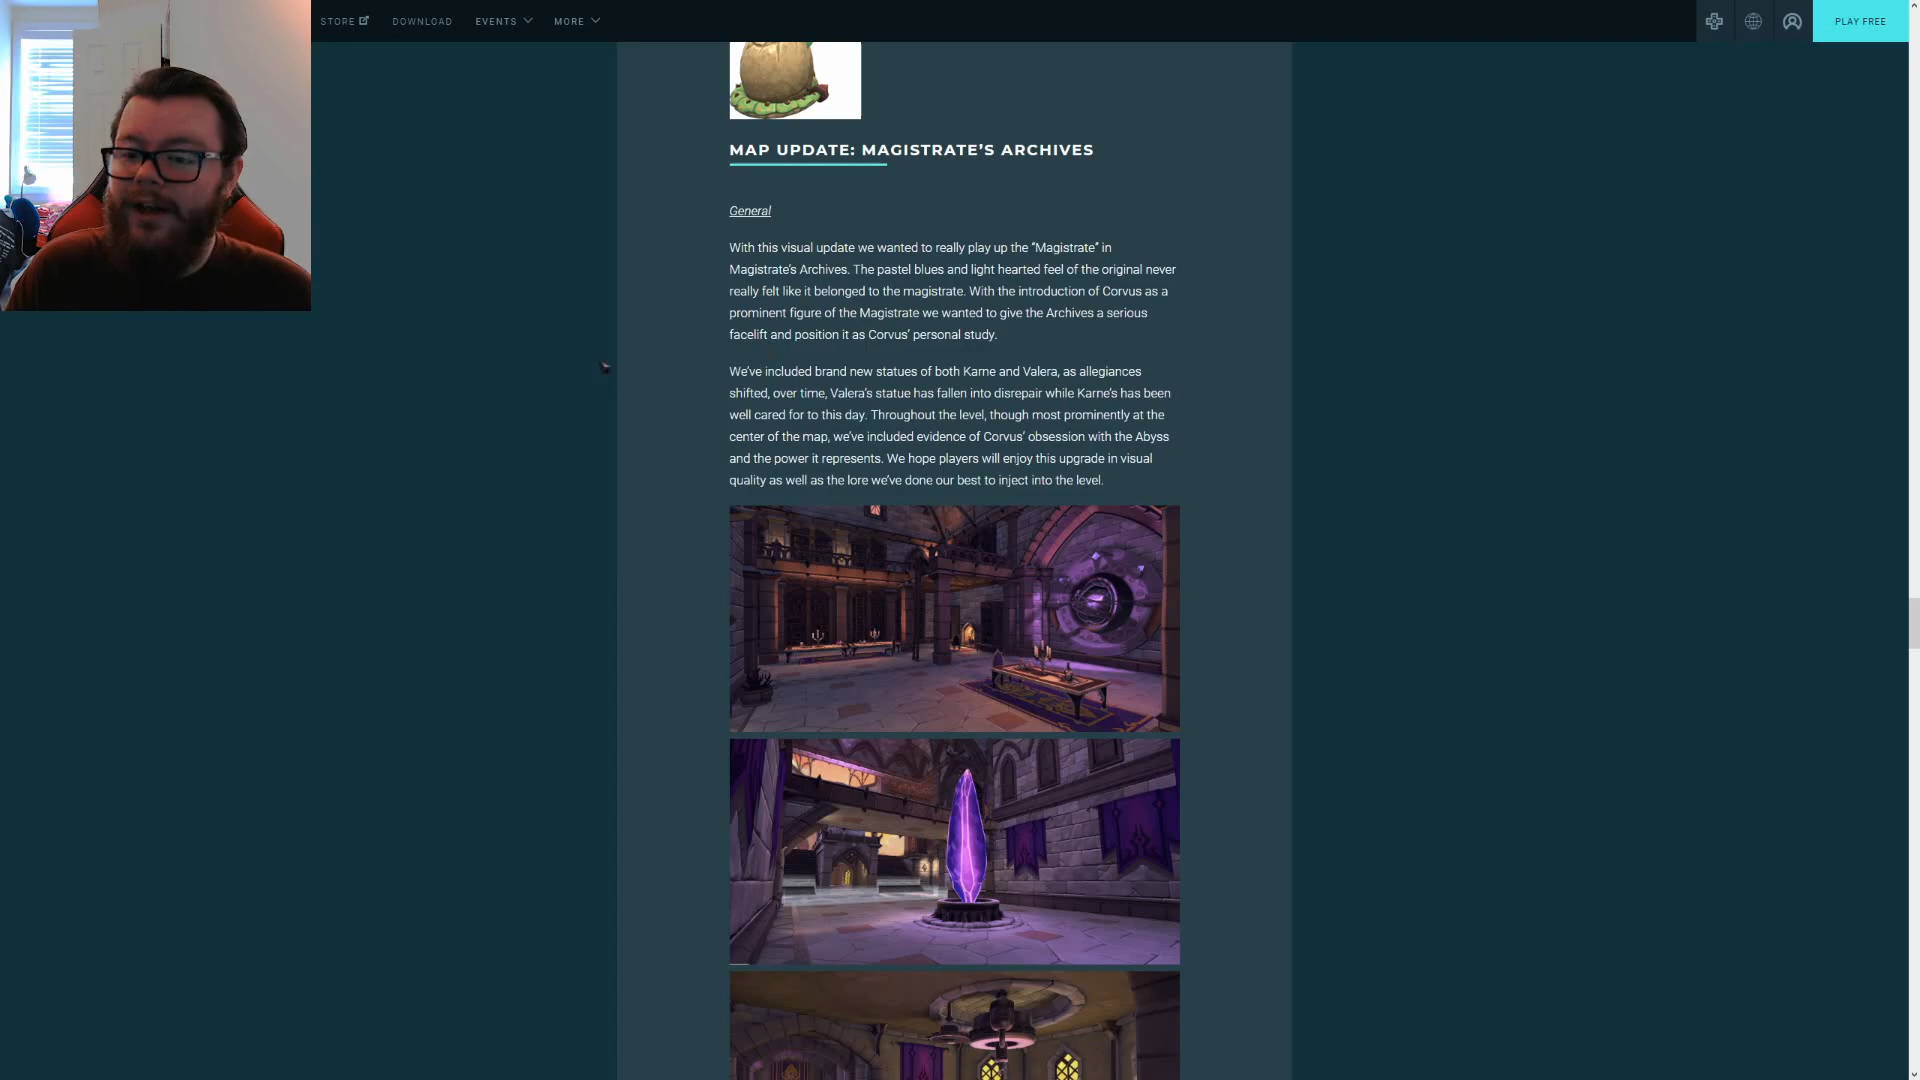 STORE DOWNLOAD EVENTS MORE PLAY FREE
MAP UPDATE: MAGISTRATE’S ARCHIVES
General
With this visual update we wanted to really play up the “Magistrate” in
Magistrate’s Archives. The pastel blues and light hearted feel of the original never
really felt like it belonged to the magistrate. With the introduction of Corvus as a
prominent figure of the Magistrate we wanted to give the Archives a serious
facelift and position it as Corvus’ personal study.
We’ve included brand new statues of both Karne and Valera, as allegiances
shifted, over time, Valera’s statue has fallen into disrepair while Karne’s has been
well cared for to this day. Throughout the level, though most prominently at the
center of the map, we’ve included evidence of Corvus’ obsession with the Abyss
and the power it represents. We hope players will enjoy this upgrade in visual
quality as well as the lore we’ve done our best to inject into the level.